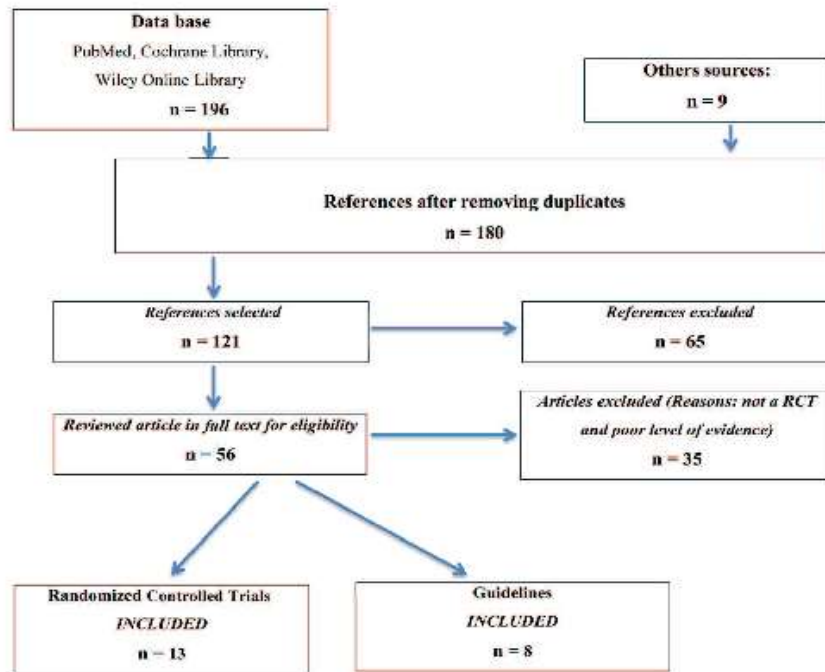 Data base
PubMed, Cochrane Library,
Wiley Online Library
n = 196
Others sources:
n = 9
References after removing duplicates
n = 180
References selected
n = 121
References excluded
n = 65
Reviewed article in full text for eligibility
n = 56
Articles excluded (Reasons: not a RCT
and poor level of evidence)
n = 35
Randomized Controlled Trials
INCLUDED
n = 13
Guidelines
INCLUDED
n = 8